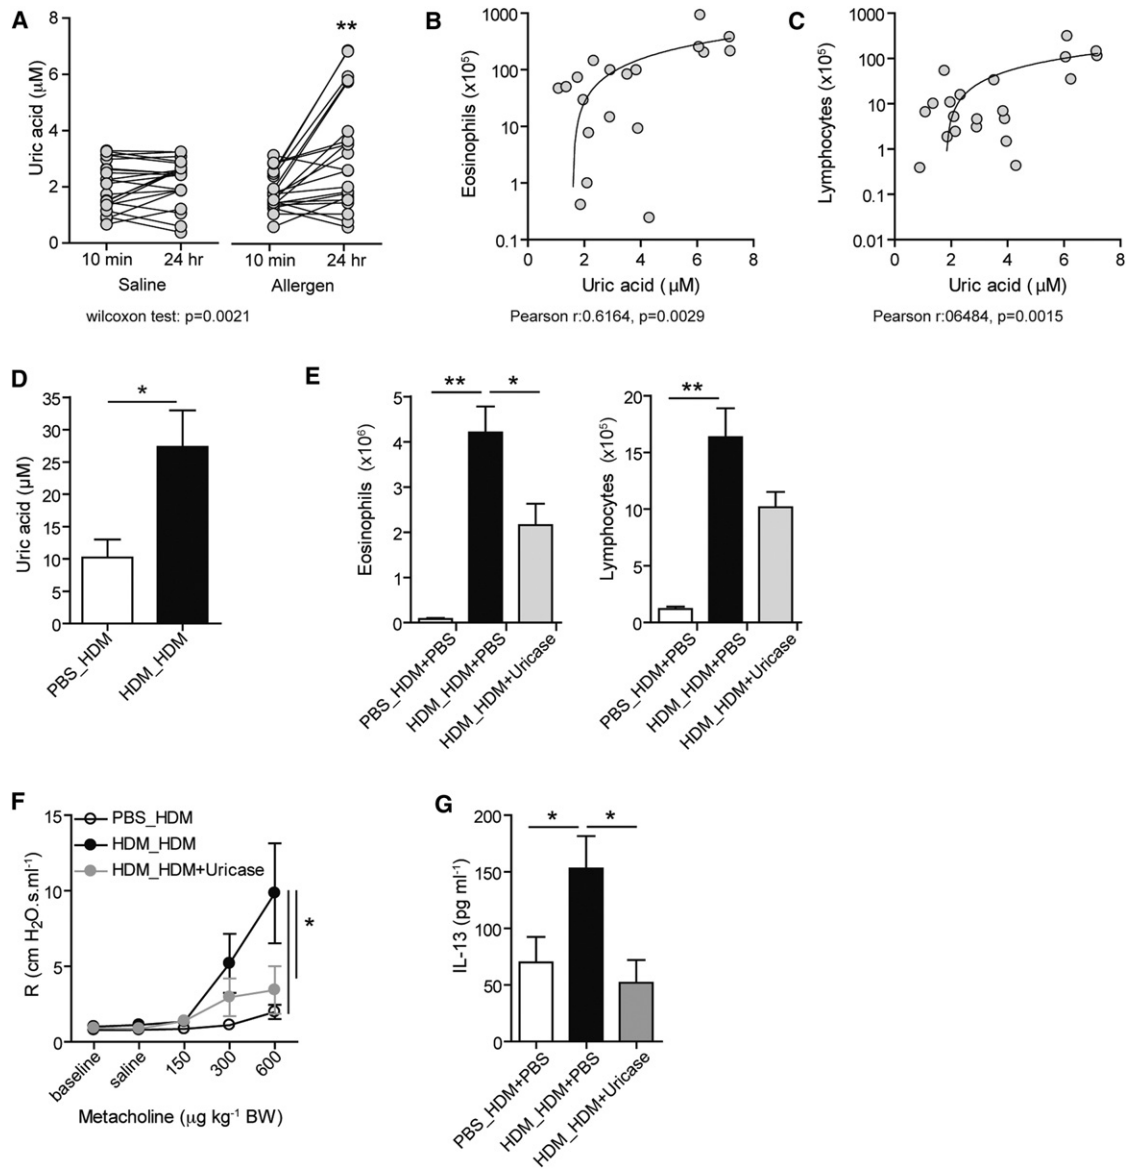 A
Uric acid (µM)
8
6
4
2
0
**
10 min 24 hr 10 min 24 hr
Saline Allergen
wilcoxon test: p=0.0021
B
Eosinophils (x10⁵)
1000
100
10
1
0.1
0 2 4 6 8
Uric acid (µM)
Pearson r:0.6164, p=0.0029
C
Lymphocytes (x10⁵)
1000
100
10
1
0.1
0.01
0 2 4 6 8
Uric acid (µM)
Pearson r:06484, p=0.0015
D
Uric acid (µM)
35
30
25
20
15
10
5
0
*
PBS_HDM
HDM_HDM
E
Eosinophils (x10⁶)
5
4
3
2
1
0
** *
PBS_HDM+PBS
HDM_HDM+PBS
HDM_HDM+Uricase
Lymphocytes (x10⁵)
20
15
10
5
0
**
PBS_HDM+PBS
HDM_HDM+PBS
HDM_HDM+Uricase
F
R (cm H₂O.s.ml⁻¹)
15
10
5
0
PBS_HDM
HDM_HDM
HDM_HDM+Uricase
*
baseline
saline
150
300
600
Metacholine (µg kg⁻¹ BW)
G
IL-13 (pg ml⁻¹)
200
150
100
50
0
* *
PBS_HDM+PBS
HDM_HDM+PBS
HDM_HDM+Uricase